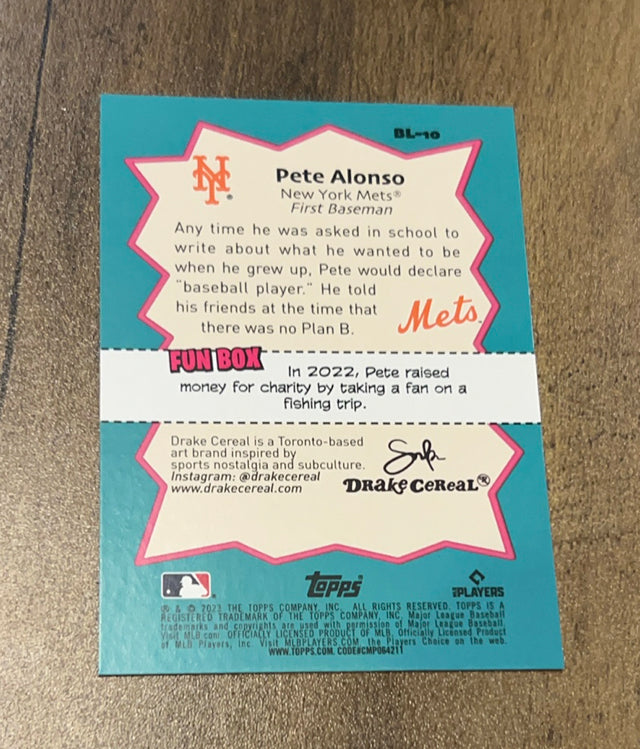 BL-10
NY
Pete Alonso
New York Mets®
First Baseman
Any time he was asked in school to
write about what he wanted to be
when he grew up, Pete would declare
"baseball player." He told
his friends at the time that
there was no Plan B.
Mets
FUN BOX
In 2022, Pete raised
money for charity by taking a fan on a
fishing trip.
Drake Cereal is a Toronto-based
art brand inspired by
sports nostalgia and subculture.
Instagram: @drakecereal
www.drakecereal.com
DRAKE CEREAL®
topps
PLAYERS
® & © 2023 THE TOPPS COMPANY, INC. ALL RIGHTS RESERVED. TOPPS IS A
REGISTERED TRADEMARK OF THE TOPPS COMPANY, INC. Major League Baseball
trademarks and copyrights are used with permission of Major League Baseball.
Visit MLB.com. OFFICIALLY LICENSED PRODUCT OF MLB. Officially Licensed Product
of MLB Players, Inc. Visit MLBPLAYERS.COM, the Players Choice on the web.
WWW.TOPPS.COM. CODE#CMP064211